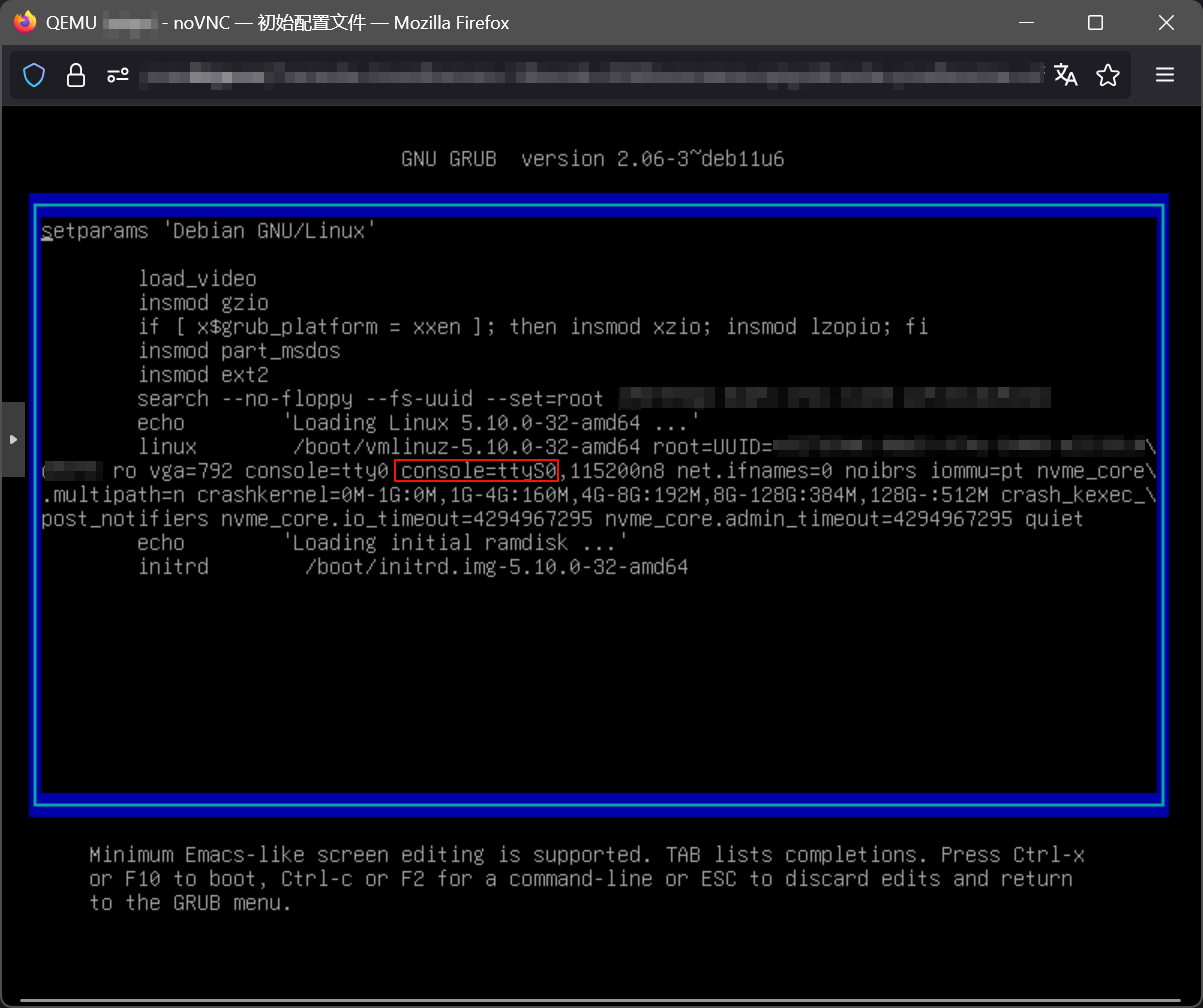 QEMU - noVNC — 初始配置文件 — Mozilla Firefox
GNU GRUB  version 2.06-3~deb11u6
setparams 'Debian GNU/Linux'
load_video
insmod gzio
if [ x$grub_platform = xxen ]; then insmod xzio; insmod lzopio; fi
insmod part_msdos
insmod ext2
search --no-floppy --fs-uuid --set=root
echo        'Loading Linux 5.10.0-32-amd64 ...'
linux        /boot/vmlinuz-5.10.0-32-amd64 root=UUID=\
ro vga=792 console=tty0 console=ttyS0,115200n8 net.ifnames=0 noibrs iommu=pt nvme_core\
.multipath=n crashkernel=0M-1G:0M,1G-4G:160M,4G-8G:192M,8G-128G:384M,128G-:512M crash_kexec_\
post_notifiers nvme_core.io_timeout=4294967295 nvme_core.admin_timeout=4294967295 quiet
echo        'Loading initial ramdisk ...'
initrd        /boot/initrd.img-5.10.0-32-amd64
Minimum Emacs-like screen editing is supported. TAB lists completions. Press Ctrl-x
or F10 to boot, Ctrl-c or F2 for a command-line or ESC to discard edits and return
to the GRUB menu.